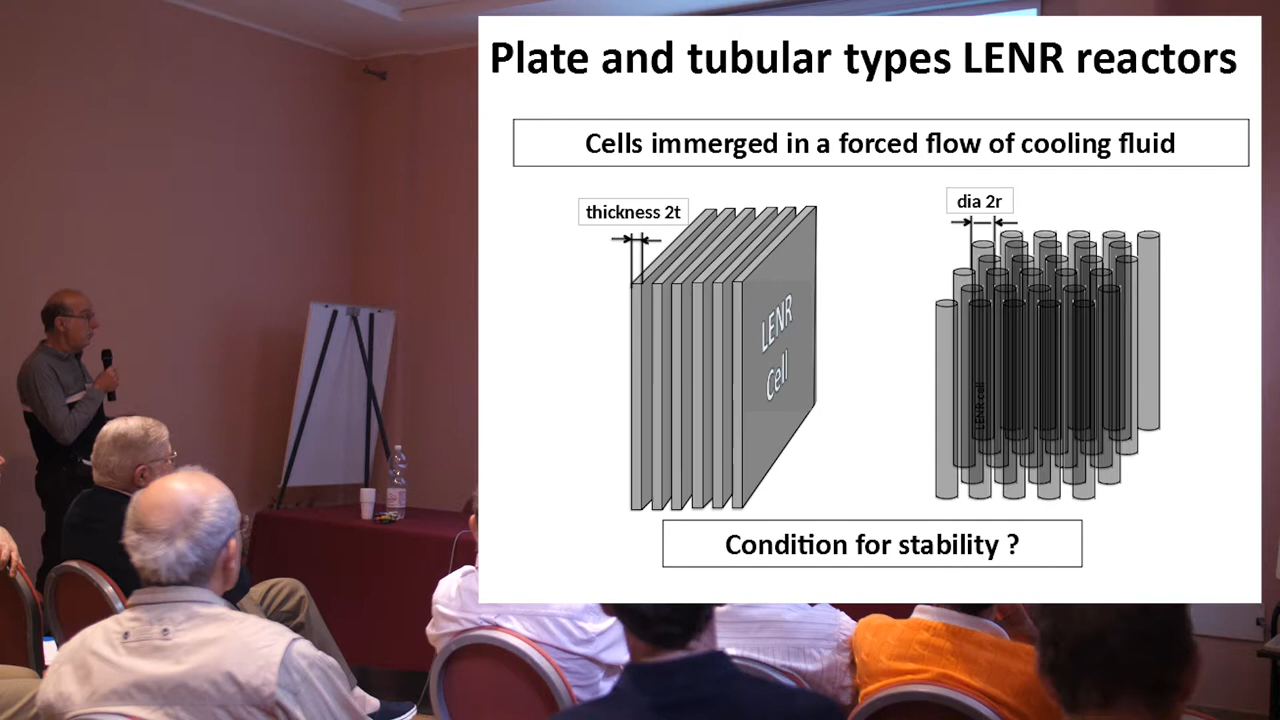 Plate and tubular types LENR reactors
Cells immerged in a forced flow of cooling fluid
thickness 2t
dia 2r
LENR
Cell
LENR cell
Condition for stability ?